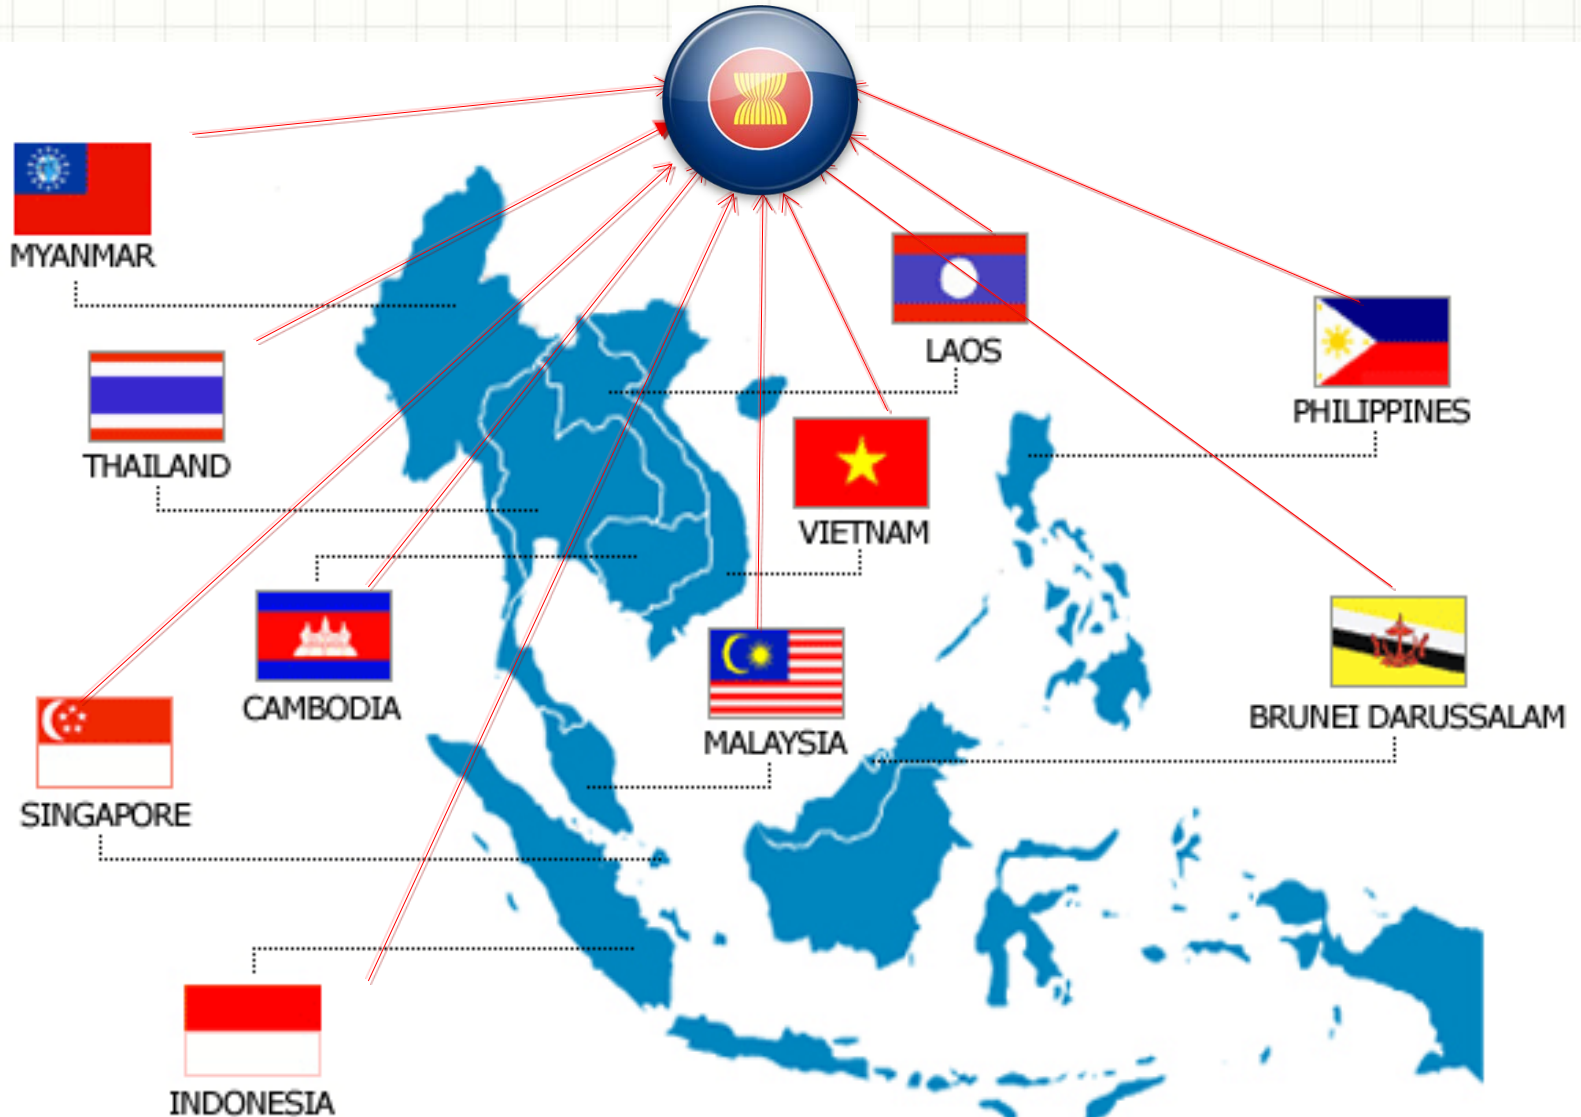 MYANMAR
LAOS
PHILIPPINES
THAILAND
VIETNAM
CAMBODIA
MALAYSIA
BRUNEI DARUSSALAM
SINGAPORE
INDONESIA